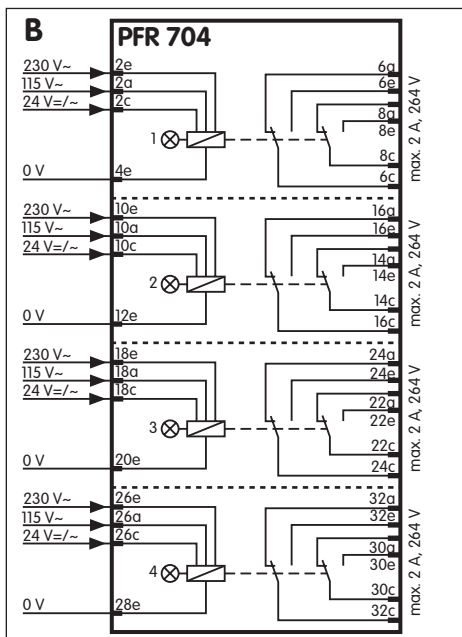 B
PFR 704
230 V~ 2e
115 V~ 2a
24 V=/~ 2c
1
0 V 4e
6a
6e
8a
8e
8c
6c
max. 2 A, 264 V
230 V~ 10e
115 V~ 10a
24 V=/~ 10c
2
0 V 12e
16a
16e
14a
14e
14c
16c
max. 2 A, 264 V
230 V~ 18e
115 V~ 18a
24 V=/~ 18c
3
0 V 20e
24a
24e
22a
22e
22c
24c
max. 2 A, 264 V
230 V~ 26e
115 V~ 26a
24 V=/~ 26c
4
0 V 28e
32a
32e
30a
30e
30c
32c
max. 2 A, 264 V